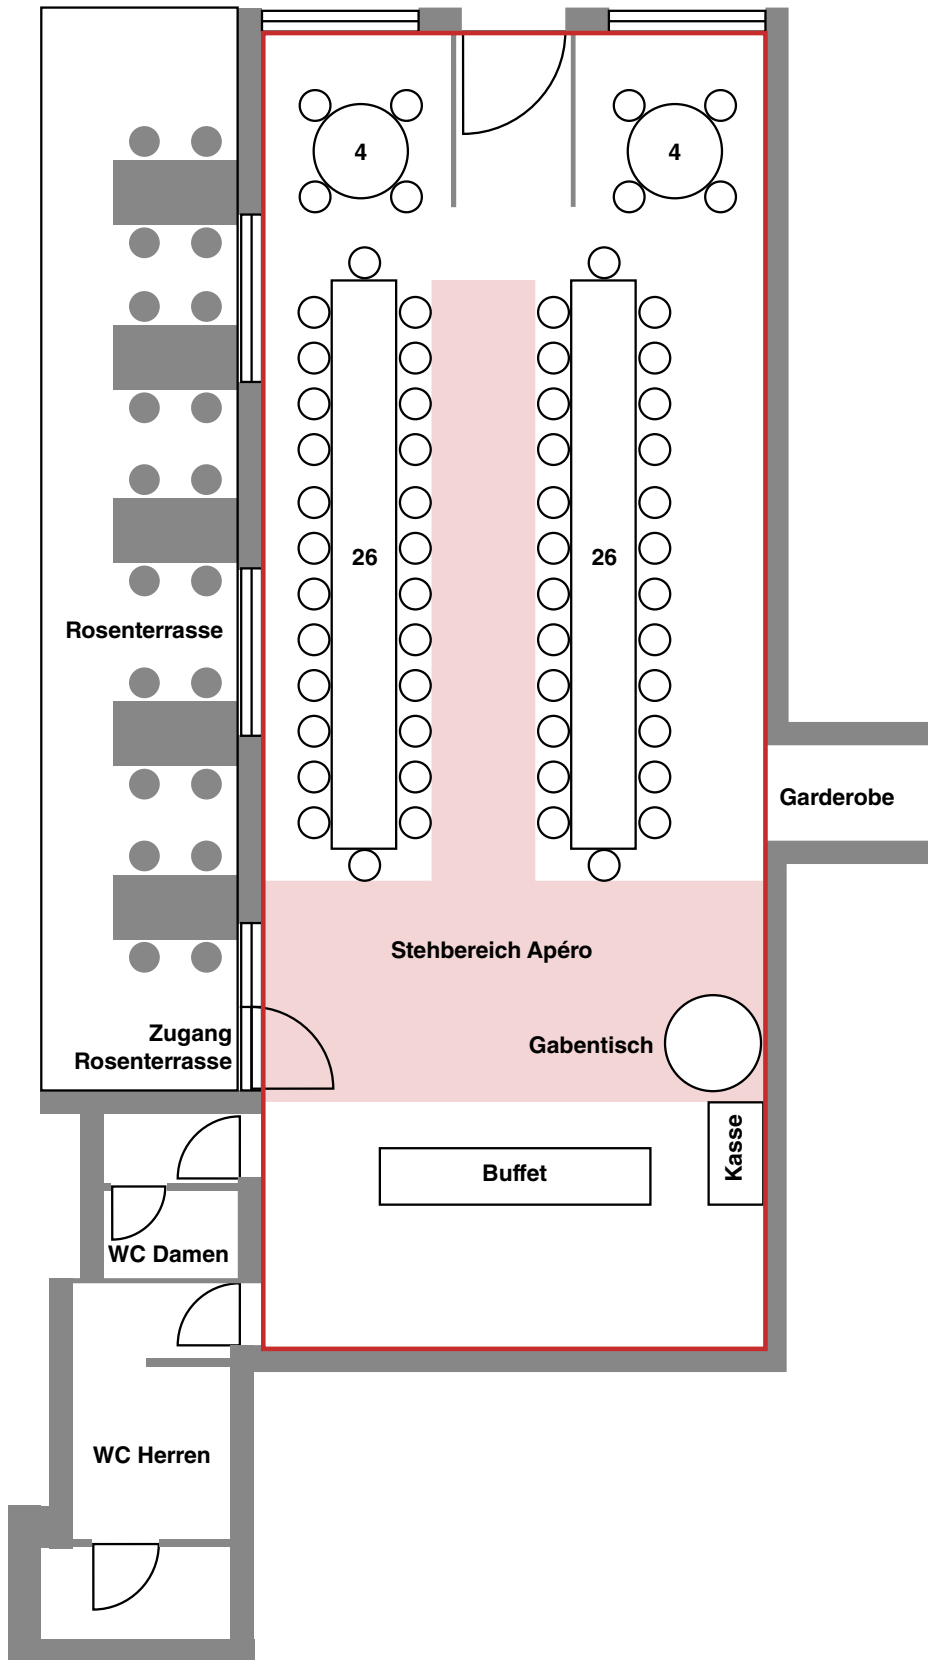 4
4
26
26
Rosenterrasse
Garderobe
Stehbereich Apéro
Zugang
Rosenterrasse
Gabentisch
Kasse
Buffet
WC Damen
WC Herren